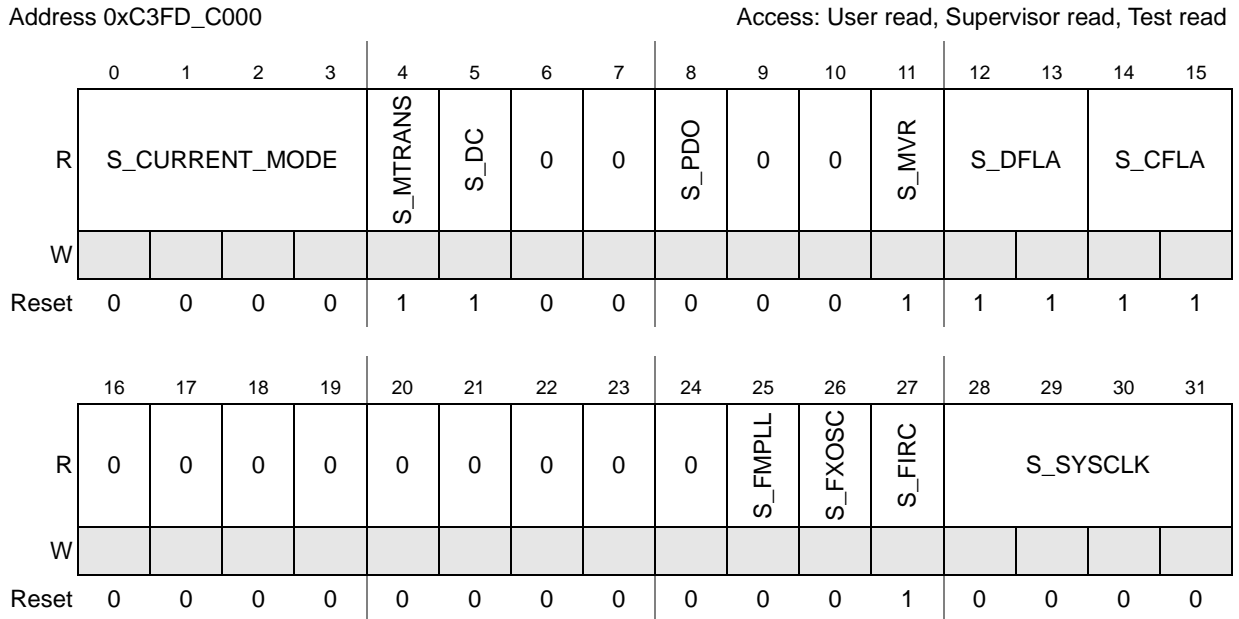 Address 0xC3FD_C000 Access: User read, Supervisor read, Test read
0 1 2 3 4 5 6 7 8 9 10 11 12 13 14 15
R S_CURRENT_MODE S_MTRANS S_DC 0 0 S_PDO 0 0 S_MVR S_DFLA S_CFLA
W
Reset 0 0 0 0 1 1 0 0 0 0 0 1 1 1 1 1
16 17 18 19 20 21 22 23 24 25 26 27 28 29 30 31
R 0 0 0 0 0 0 0 0 0 S_FMPLL S_FXOSC S_FIRC S_SYSCLK
W
Reset 0 0 0 0 0 0 0 0 0 0 0 1 0 0 0 0